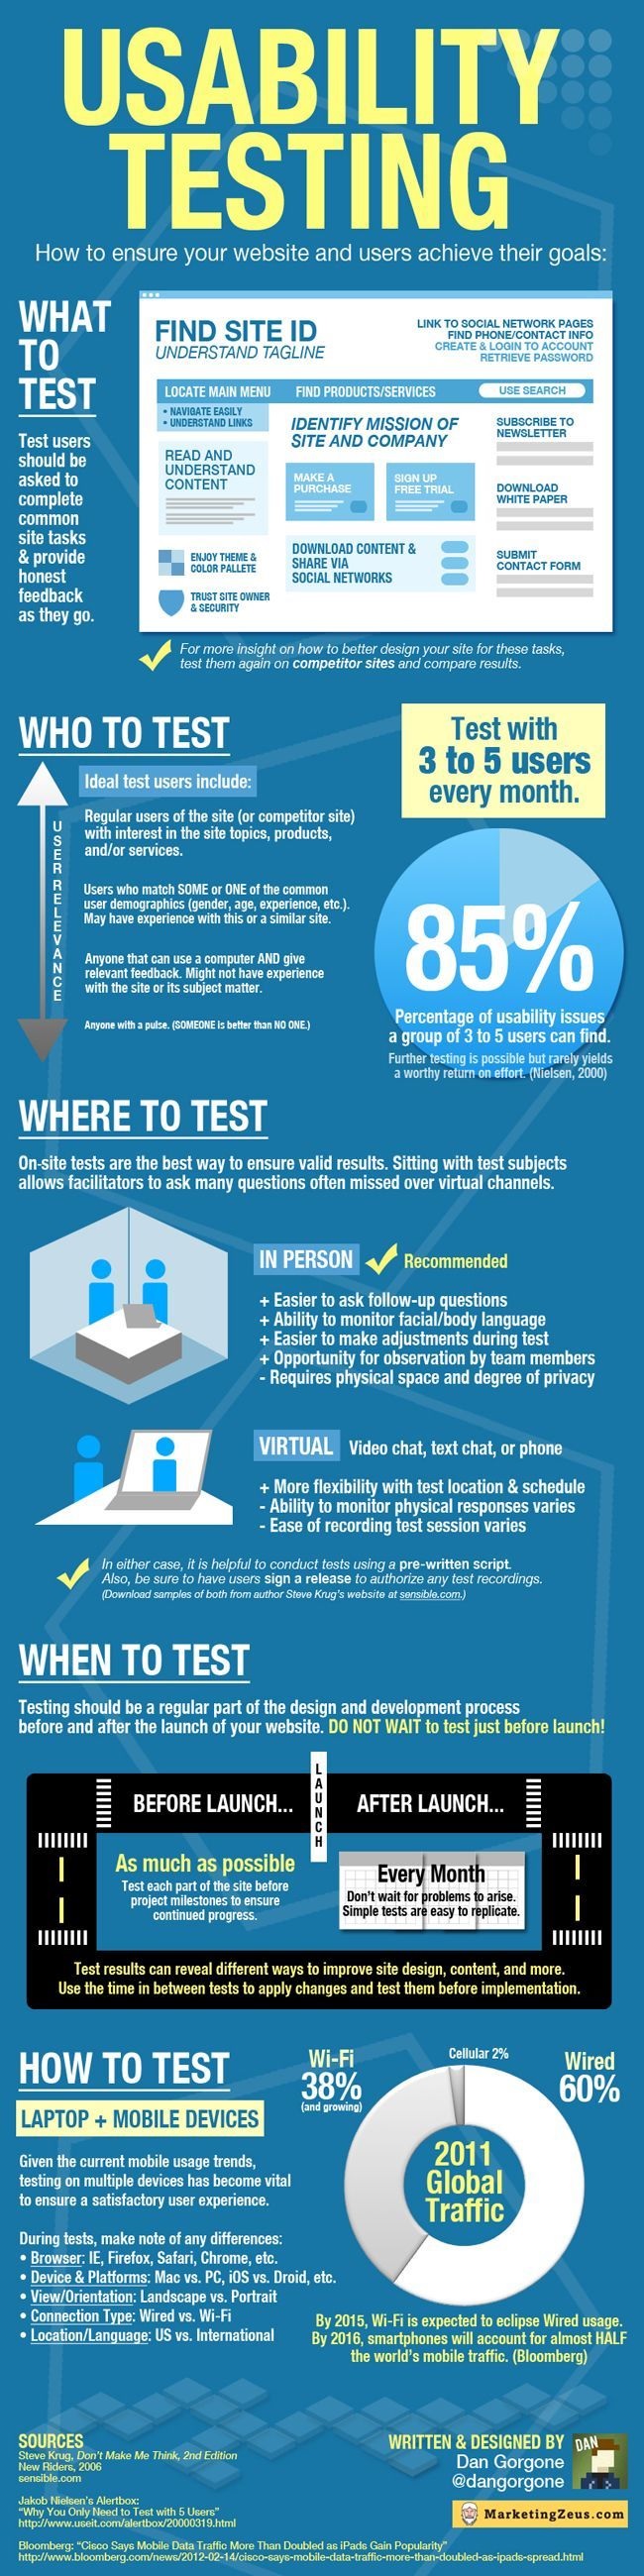 USABILITY
TESTING
How to ensure your website and users achieve their goals:
WHAT
TO
TEST
Test users
should be
asked to
complete
common
site tasks
& provide
honest
feedback
as they go.
FIND SITE ID
UNDERSTAND TAGLINE
LINK TO SOCIAL NETWORK PAGES
FIND PHONE/CONTACT INFO
CREATE & LOGIN TO ACCOUNT
RETRIEVE PASSWORD
LOCATE MAIN MENU FIND PRODUCTS/SERVICES USE SEARCH
• NAVIGATE EASILY
• UNDERSTAND LINKS
READ AND
UNDERSTAND
CONTENT
ENJOY THEME &
COLOR PALLETE
TRUST SITE OWNER
& SECURITY
IDENTIFY MISSION OF
SITE AND COMPANY
MAKE A
PURCHASE
SIGN UP
FREE TRIAL
DOWNLOAD CONTENT &
SHARE VIA
SOCIAL NETWORKS
SUBSCRIBE TO
NEWSLETTER
DOWNLOAD
WHITE PAPER
SUBMIT
CONTACT FORM
For more insight on how to better design your site for these tasks,
test them again on competitor sites and compare results.
WHO TO TEST
USER RELEVANCE
Ideal test users include:
Regular users of the site (or competitor site)
with interest in the site topics, products,
and/or services.
Users who match SOME or ONE of the common
user demographics (gender, age, experience, etc.).
May have experience with this or a similar site.
Anyone that can use a computer AND give
relevant feedback. Might not have experience
with the site or its subject matter.
Anyone with a pulse. (SOMEONE is better than NO ONE.)
Test with
3 to 5 users
every month.
85%
Percentage of usability issues
a group of 3 to 5 users can find.
Further testing is possible but rarely yields
a worthy return on effort. (Nielsen, 2000)
WHERE TO TEST
On-site tests are the best way to ensure valid results. Sitting with test subjects
allows facilitators to ask many questions often missed over virtual channels.
IN PERSON Recommended
+ Easier to ask follow-up questions
+ Ability to monitor facial/body language
+ Easier to make adjustments during test
+ Opportunity for observation by team members
- Requires physical space and degree of privacy
VIRTUAL Video chat, text chat, or phone
+ More flexibility with test location & schedule
- Ability to monitor physical responses varies
- Ease of recording test session varies
In either case, it is helpful to conduct tests using a pre-written script.
Also, be sure to have users sign a release to authorize any test recordings.
(Download samples of both from author Steve Krug's website at sensible.com.)
WHEN TO TEST
Testing should be a regular part of the design and development process
before and after the launch of your website. DO NOT WAIT to test just before launch!
LAUNCH
BEFORE LAUNCH...
As much as possible
Test each part of the site before
project milestones to ensure
continued progress.
AFTER LAUNCH...
Every Month
Don't wait for problems to arise.
Simple tests are easy to replicate.
Test results can reveal different ways to improve site design, content, and more.
Use the time in between tests to apply changes and test them before implementation.
HOW TO TEST
LAPTOP + MOBILE DEVICES
Given the current mobile usage trends,
testing on multiple devices has become vital
to ensure a satisfactory user experience.
During tests, make note of any differences:
• Browser: IE, Firefox, Safari, Chrome, etc.
• Device & Platforms: Mac vs. PC, iOS vs. Droid, etc.
• View/Orientation: Landscape vs. Portrait
• Connection Type: Wired vs. Wi-Fi
• Location/Language: US vs. International
Wi-Fi
38%
(and growing)
Cellular 2%
Wired
60%
2011
Global
Traffic
By 2015, Wi-Fi is expected to eclipse Wired usage.
By 2016, smartphones will account for almost HALF
the world's mobile traffic. (Bloomberg)
SOURCES
Steve Krug, Don't Make Me Think, 2nd Edition
New Riders, 2006
sensible.com
Jakob Nielsen's Alertbox:
"Why You Only Need to Test with 5 Users"
http://www.useit.com/alertbox/20000319.html
Bloomberg: "Cisco Says Mobile Data Traffic More Than Doubled as iPads Gain Popularity"
http://www.bloomberg.com/news/2012-02-14/cisco-says-mobile-data-traffic-more-than-doubled-as-ipads-spread.html
WRITTEN & DESIGNED BY
Dan Gorgone
@dangorgone
DAN
MarketingZeus.com